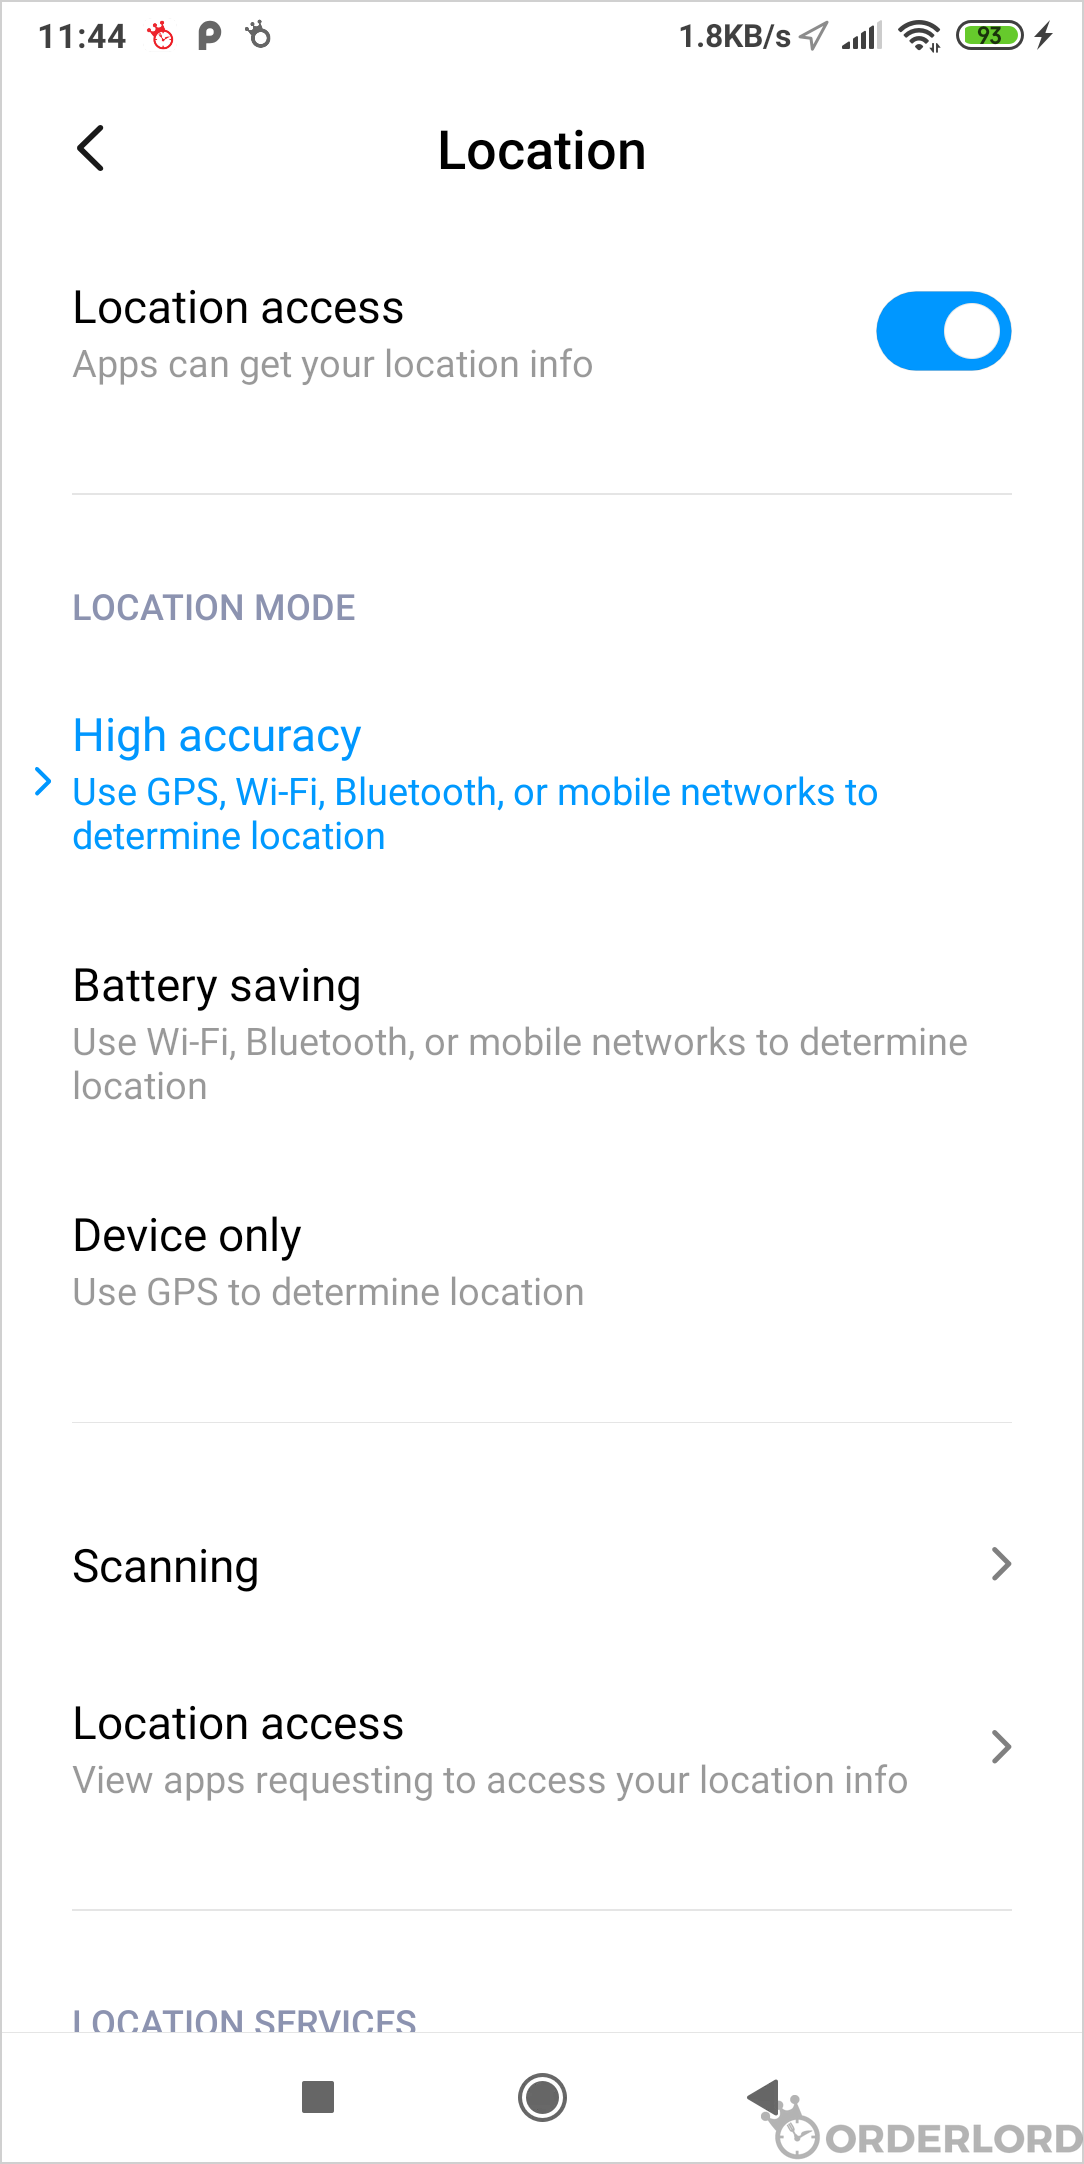 11:44 1.8KB/s 93
Location
Location access
Apps can get your location info
LOCATION MODE
High accuracy
Use GPS, Wi-Fi, Bluetooth, or mobile networks to
determine location
Battery saving
Use Wi-Fi, Bluetooth, or mobile networks to determine
location
Device only
Use GPS to determine location
Scanning
Location access
View apps requesting to access your location info
LOCATION SERVICES
ORDERLORD